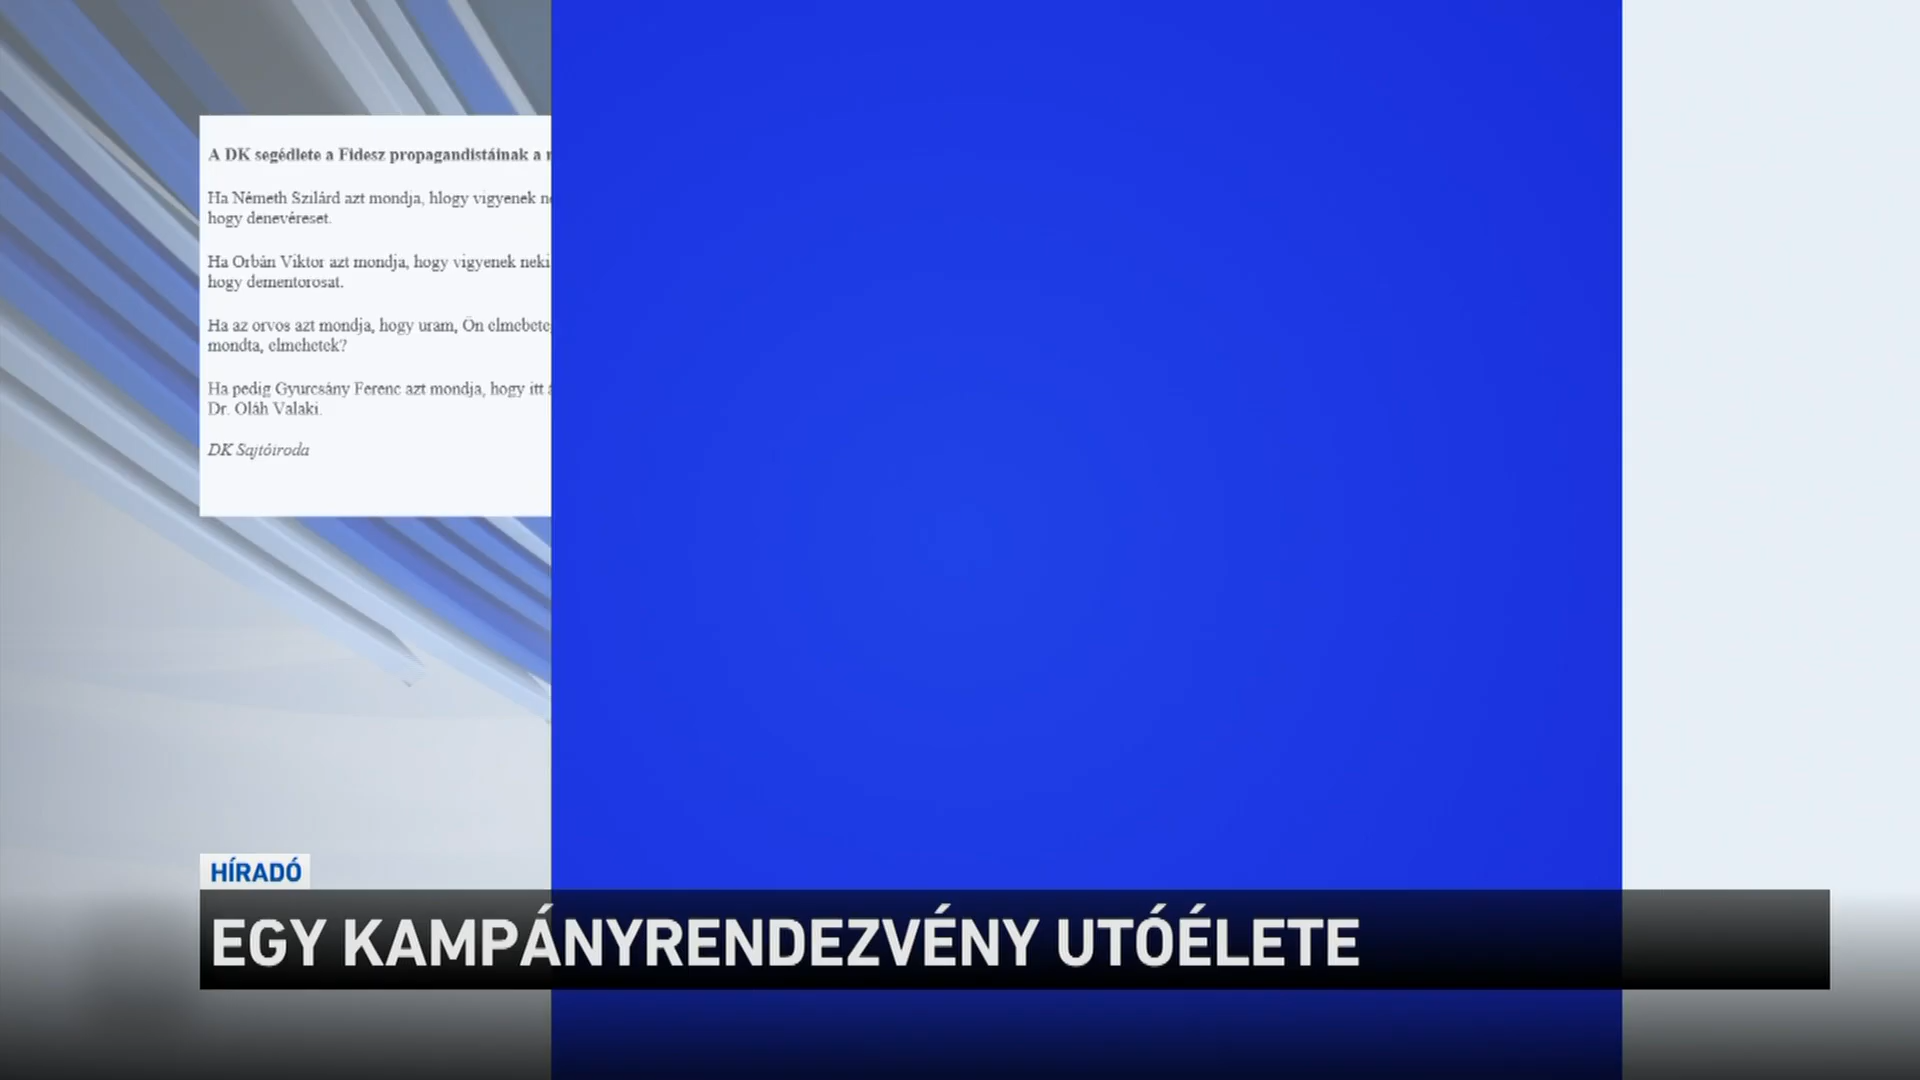 A DK segédlete a Fidesz propagandistáinak a
Ha Németh Szilárd azt mondja, hlogy vigyenek
hogy denevéreset.
Ha Orbán Viktor azt mondja, hogy vigyenek neki
hogy dementorosat.
Ha az orvos azt mondja, hogy uram, Ön elmebete
mondta, elmehetek?
Ha pedig Gyurcsány Ferenc azt mondja, hogy itt
Dr. Oláh Valaki.
DK Sajtóiroda
HÍRADÓ
EGY KAMPÁNYRENDEZVÉNY UTÓÉLETE